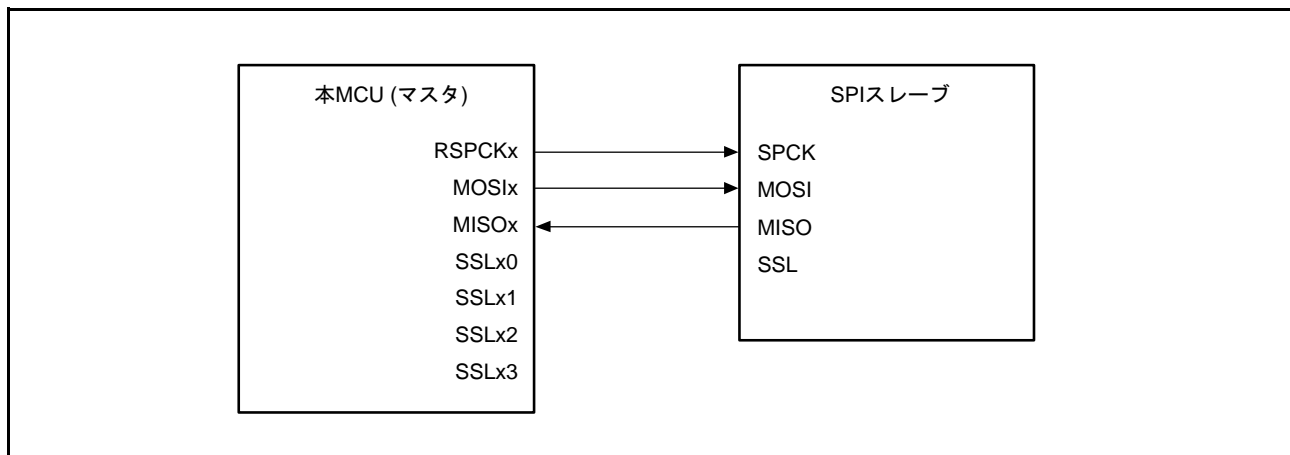 本MCU (マスタ)
RSPCKx
MOSIx
MISOx
SSLx0
SSLx1
SSLx2
SSLx3
SPIスレーブ
SPCK
MOSI
MISO
SSL